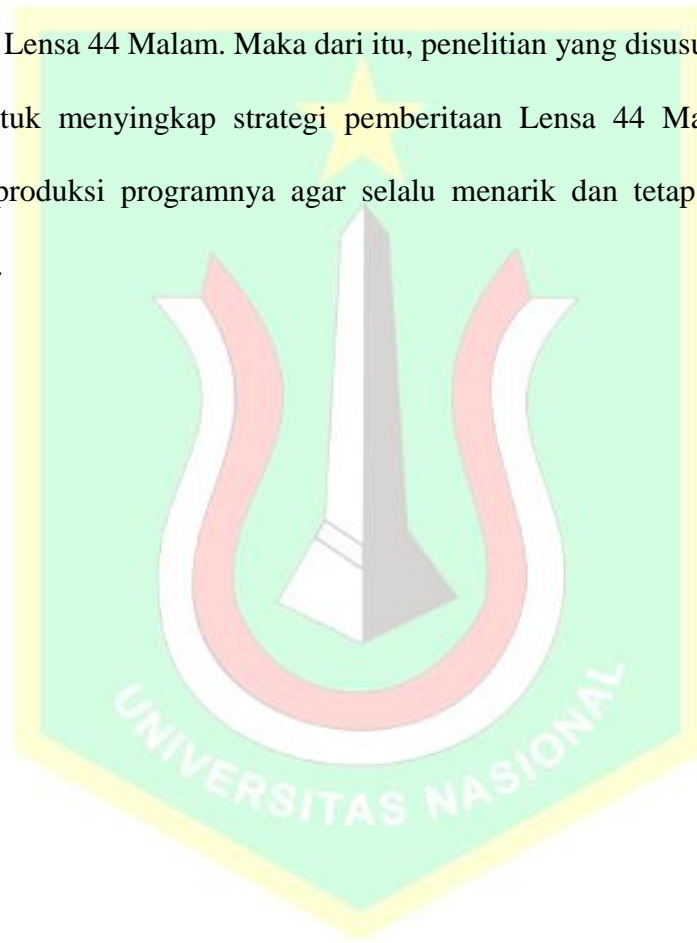 Lensa 44 Malam. Maka dari itu, penelitian yang
menyingkap strategi pemberitaan Lensa 44
programnya agar selalu menarik dan tetap
UNIVERSITAS NASIONAL